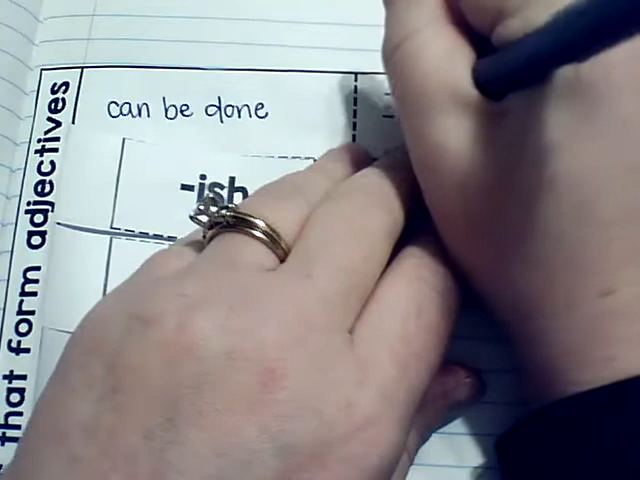 that form adjectives
can be done
-ish